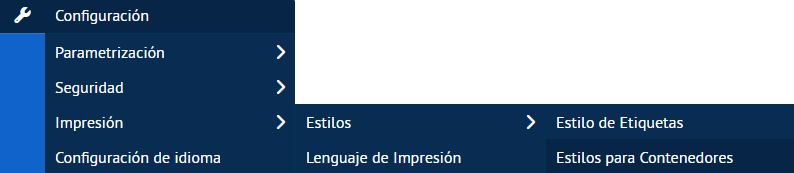 Configuración
Parametrización
Seguridad
Impresión
Estilos
Estilo de Etiquetas
Configuración de idioma
Lenguaje de Impresión
Estilos para Contenedores